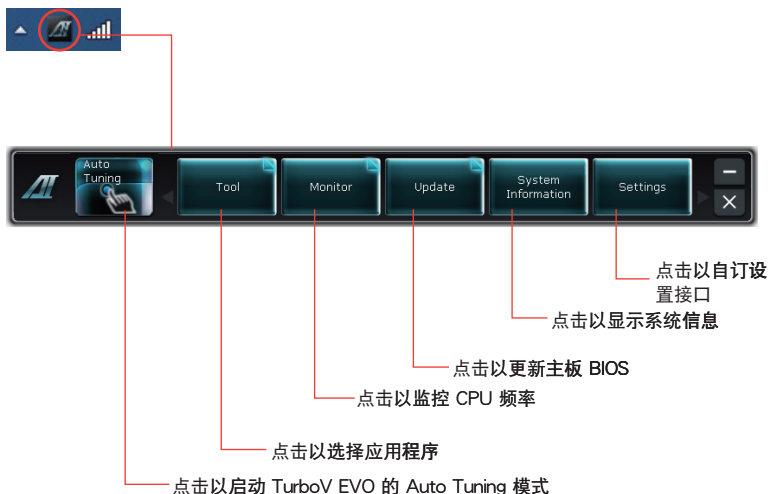 Auto
Tuning
Tool
Monitor
Update
System
Information
Settings
点击以自订设
置接口
点击以显示系统信息
点击以更新主板 BIOS
点击以监控 CPU 频率
点击以选择应用程序
点击以启动 TurboV EVO 的 Auto Tuning 模式